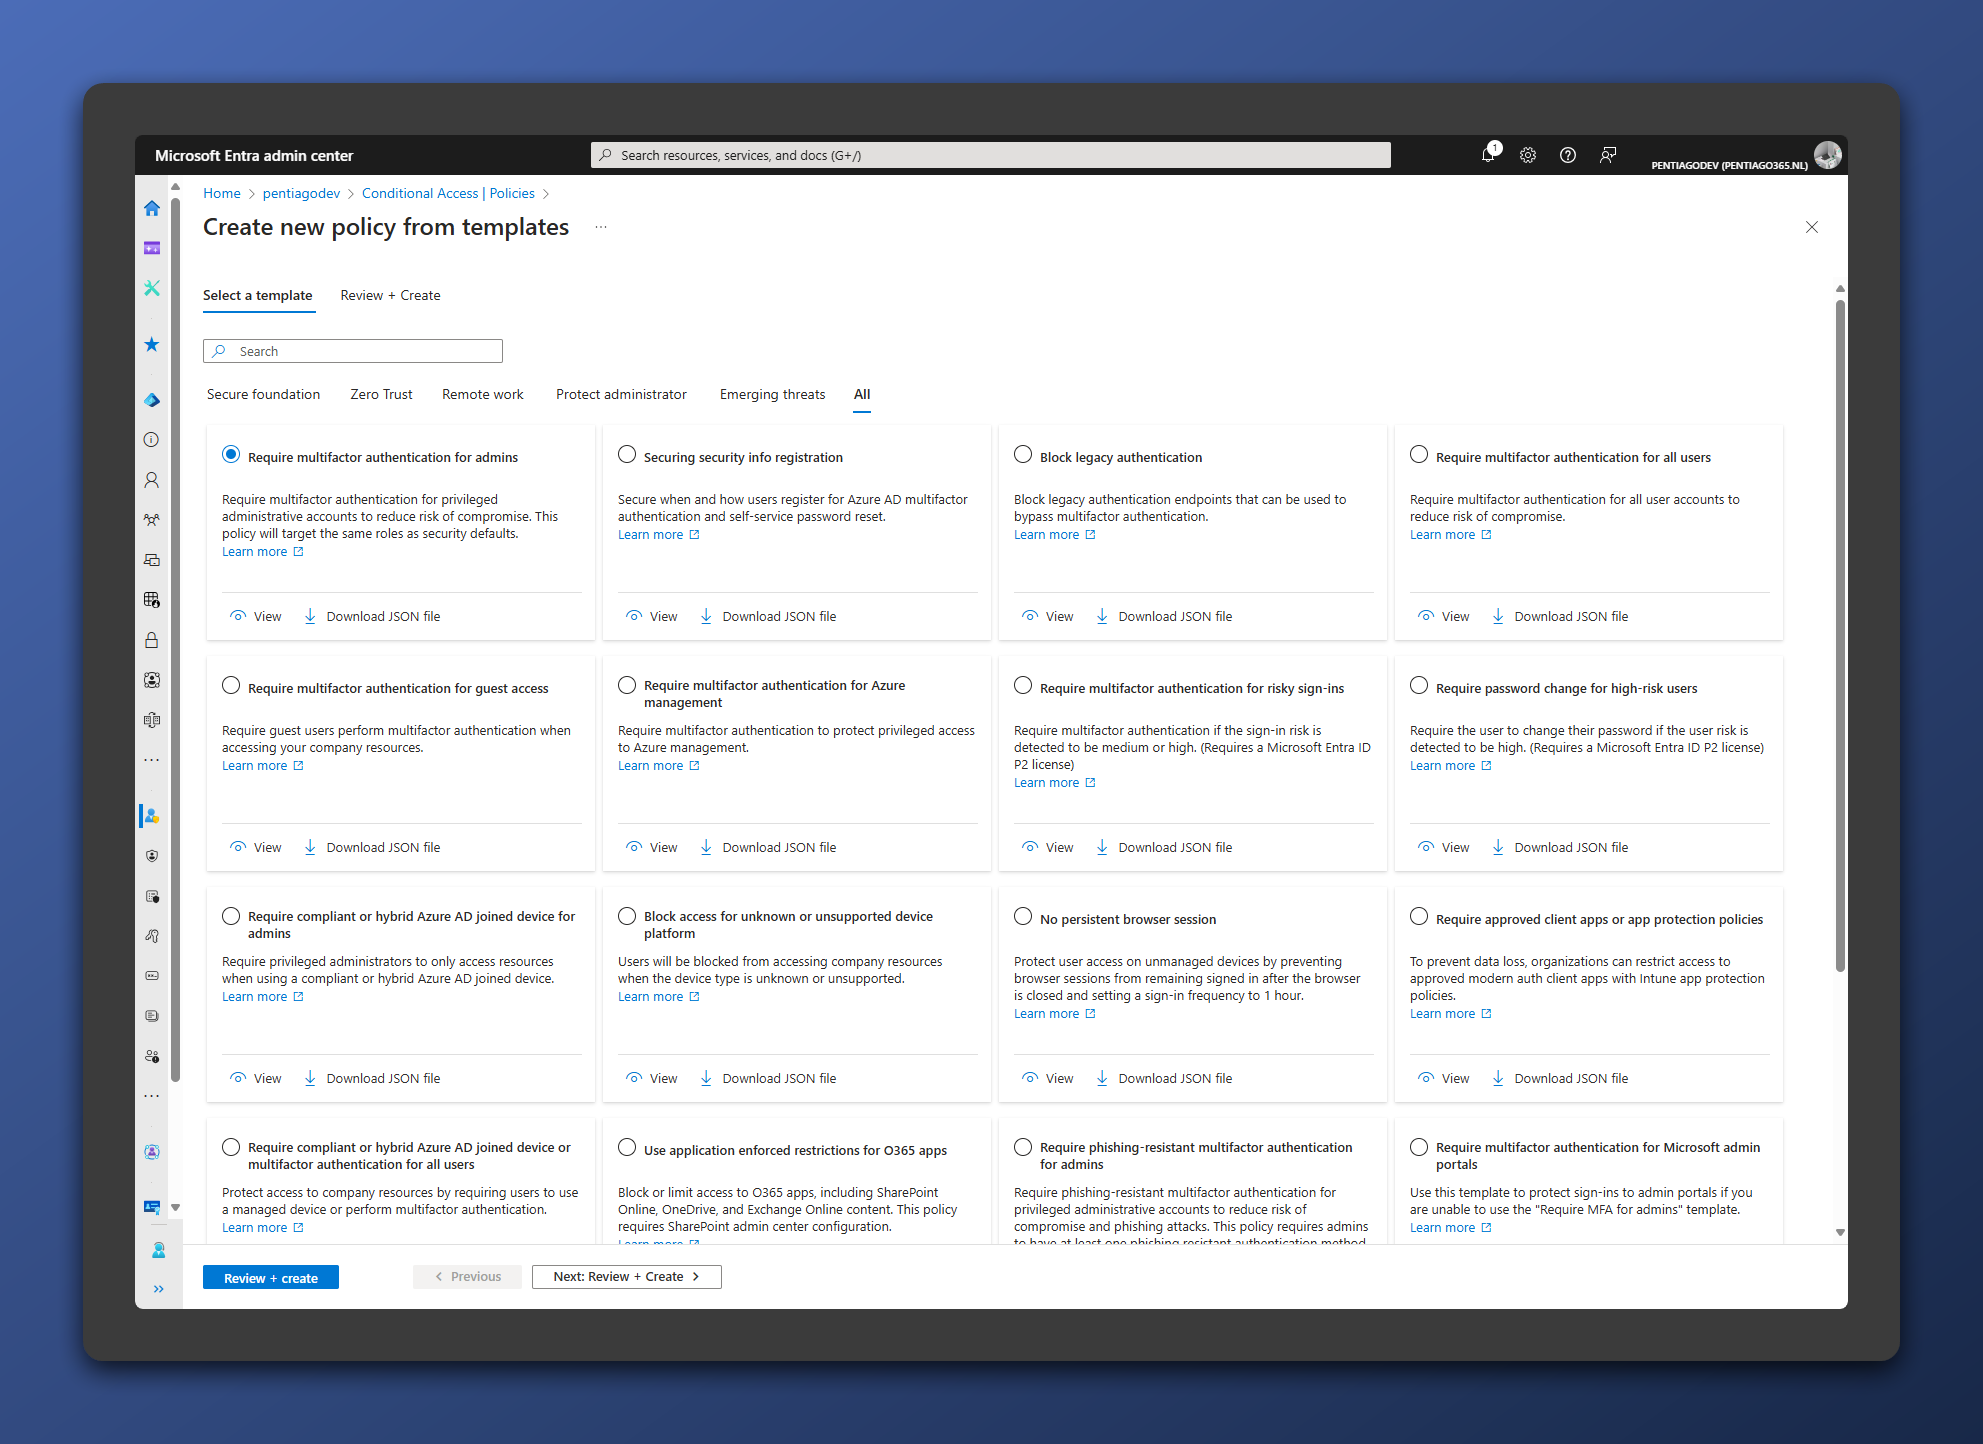 Microsoft Entra admin center
Search resources, services, and docs (G+/)
1
PENTIAGODEV (PENTIAGO365.NL)
Home > pentiagodev > Conditional Access | Policies >
Create new policy from templates ...
Select a template
Review + Create
Search
Secure foundation
Zero Trust
Remote work
Protect administrator
Emerging threats
All
Require multifactor authentication for admins
Require multifactor authentication for privileged
administrative accounts to reduce risk of compromise. This
policy will target the same roles as security defaults.
Learn more
View
Download JSON file
Securing security info registration
Secure when and how users register for Azure AD multifactor
authentication and self-service password reset.
Learn more
View
Download JSON file
Block legacy authentication
Block legacy authentication endpoints that can be used to
bypass multifactor authentication.
Learn more
View
Download JSON file
Require multifactor authentication for all users
Require multifactor authentication for all user accounts to
reduce risk of compromise.
Learn more
View
Download JSON file
Require multifactor authentication for guest access
Require guest users perform multifactor authentication when
accessing your company resources.
Learn more
View
Download JSON file
Require multifactor authentication for Azure
management
Require multifactor authentication to protect privileged access
to Azure management.
Learn more
View
Download JSON file
Require multifactor authentication for risky sign-ins
Require multifactor authentication if the sign-in risk is
detected to be medium or high. (Requires a Microsoft Entra ID
P2 license)
Learn more
View
Download JSON file
Require password change for high-risk users
Require the user to change their password if the user risk is
detected to be high. (Requires a Microsoft Entra ID P2 license)
Learn more
View
Download JSON file
Require compliant or hybrid Azure AD joined device for
admins
Require privileged administrators to only access resources
when using a compliant or hybrid Azure AD joined device.
Learn more
View
Download JSON file
Block access for unknown or unsupported device
platform
Users will be blocked from accessing company resources
when the device type is unknown or unsupported.
Learn more
View
Download JSON file
No persistent browser session
Protect user access on unmanaged devices by preventing
browser sessions from remaining signed in after the browser
is closed and setting a sign-in frequency to 1 hour.
Learn more
View
Download JSON file
Require approved client apps or app protection policies
To prevent data loss, organizations can restrict access to
approved modern auth client apps with Intune app protection
policies.
Learn more
View
Download JSON file
Require compliant or hybrid Azure AD joined device or
multifactor authentication for all users
Protect access to company resources by requiring users to use
a managed device or perform multifactor authentication.
Learn more
Use application enforced restrictions for O365 apps
Block or limit access to O365 apps, including SharePoint
Online, OneDrive, and Exchange Online content. This policy
requires SharePoint admin center configuration.
Learn more
Require phishing-resistant multifactor authentication
for admins
Require phishing-resistant multifactor authentication for
privileged administrative accounts to reduce risk of
compromise and phishing attacks. This policy requires admins
to have at least one phishing resistant authentication method
Require multifactor authentication for Microsoft admin
portals
Use this template to protect sign-ins to admin portals if you
are unable to use the "Require MFA for admins" template.
Learn more
Review + create
< Previous
Next: Review + Create >